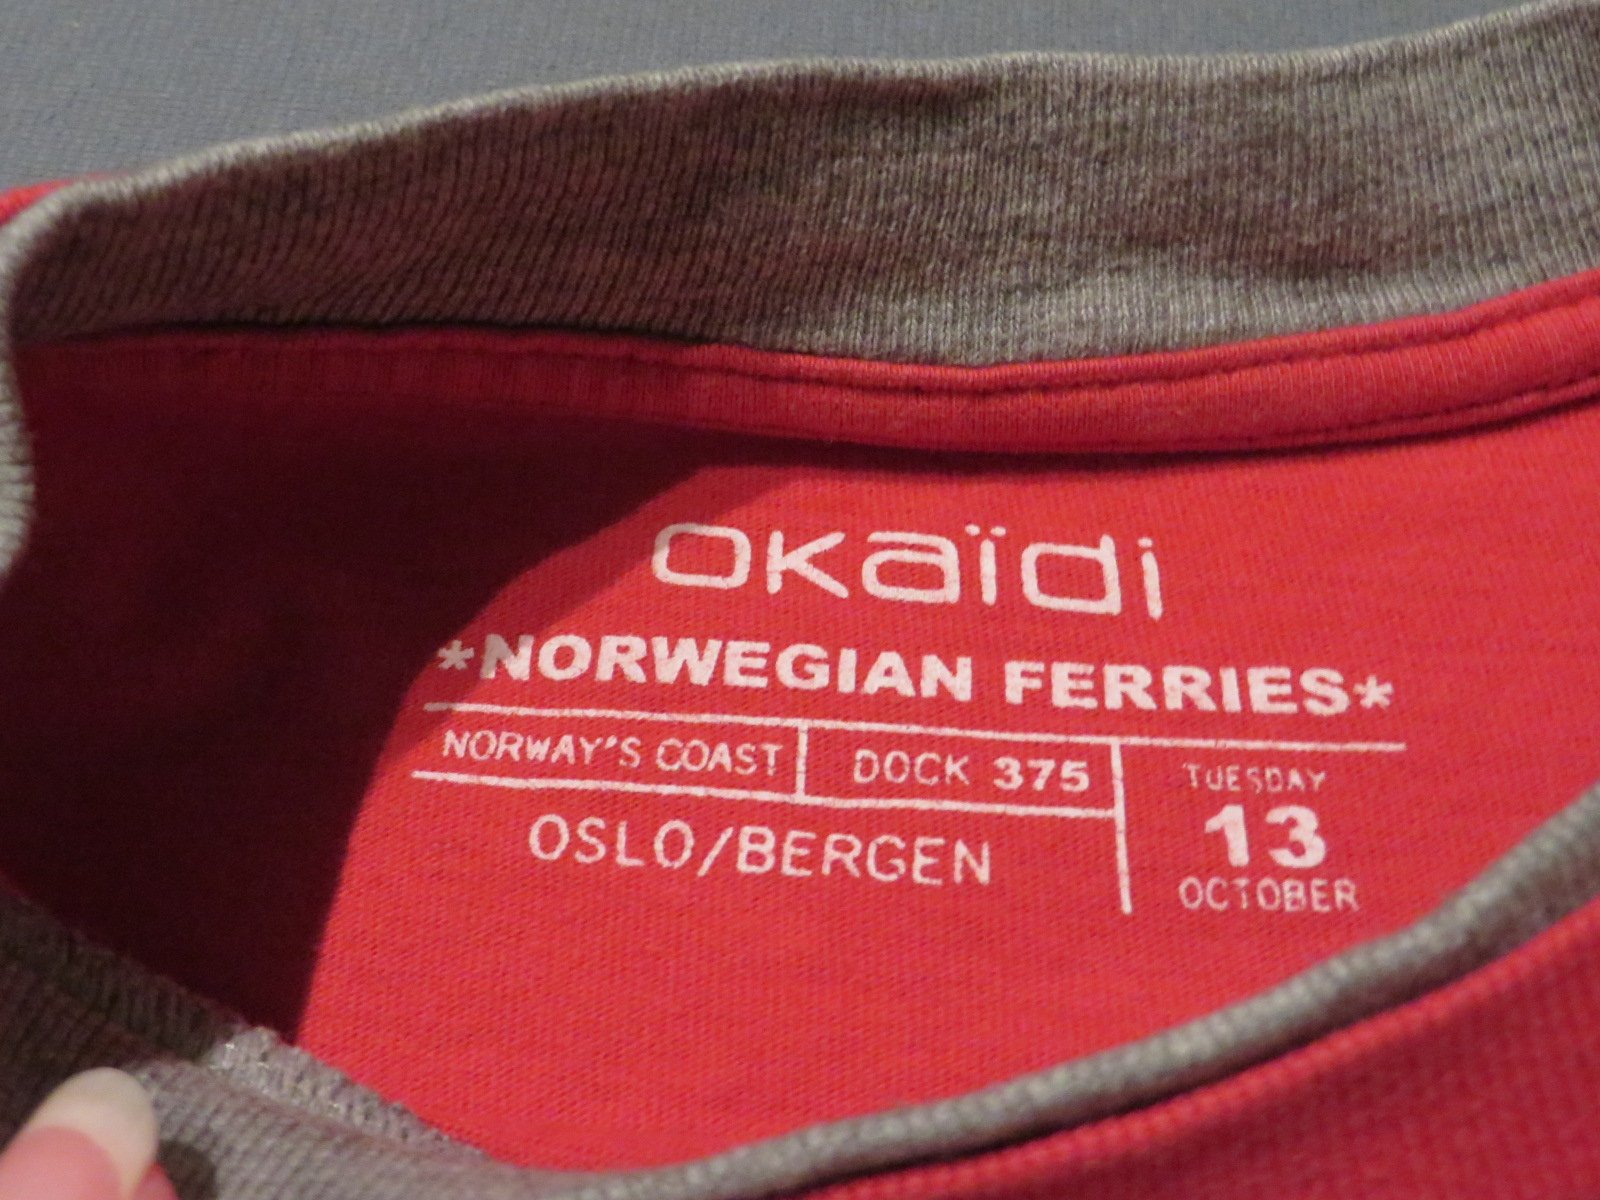 okaïdi
*NORWEGIAN FERRIES*
NORWAY'S COAST
DOCK 375
OSLO/BERGEN
TUESDAY
13
OCTOBER